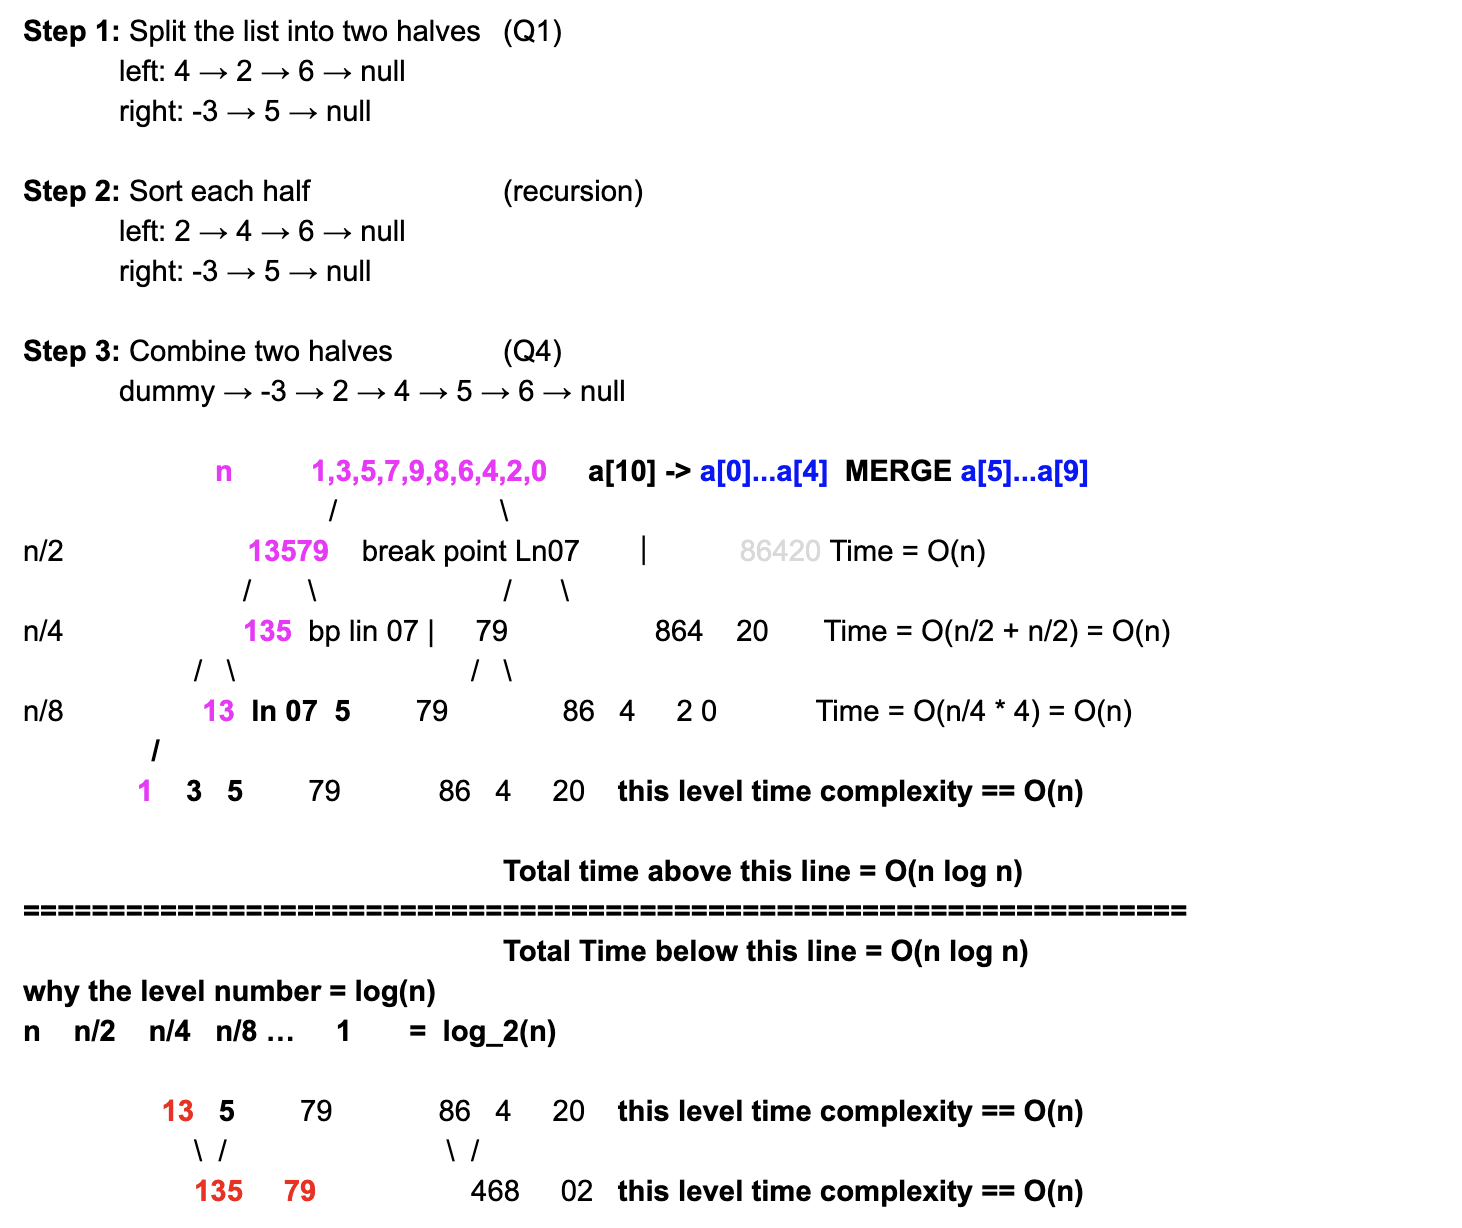 Step 1: Split the list into two halves (Q1)
left: 4 → 2 → 6 → null
right: -3 → 5 → null
Step 2: Sort each half (recursion)
left: 2 → 4 → 6 → null
right: -3 → 5 → null
Step 3: Combine two halves (Q4)
dummy → -3 → 2 → 4 → 5 → 6 → null
n 1,3,5,7,9,8,6,4,2,0 a[10] -> a[0]...a[4] MERGE a[5]...a[9]
/ \
n/2 13579 break point Ln07 | 86420 Time = O(n)
/ \ / \
n/4 135 bp lin 07 | 79 864 20 Time = O(n/2 + n/2) = O(n)
/ \ / \
n/8 13 ln 07 5 79 86 4 2 0 Time = O(n/4 * 4) = O(n)
/
1 3 5 79 86 4 20 this level time complexity == O(n)
Total time above this line = O(n log n)
======================================================================
Total Time below this line = O(n log n)
why the level number = log(n)
n n/2 n/4 n/8 … 1 = log_2(n)
13 5 79 86 4 20 this level time complexity == O(n)
\ / \ /
135 79 468 02 this level time complexity == O(n)